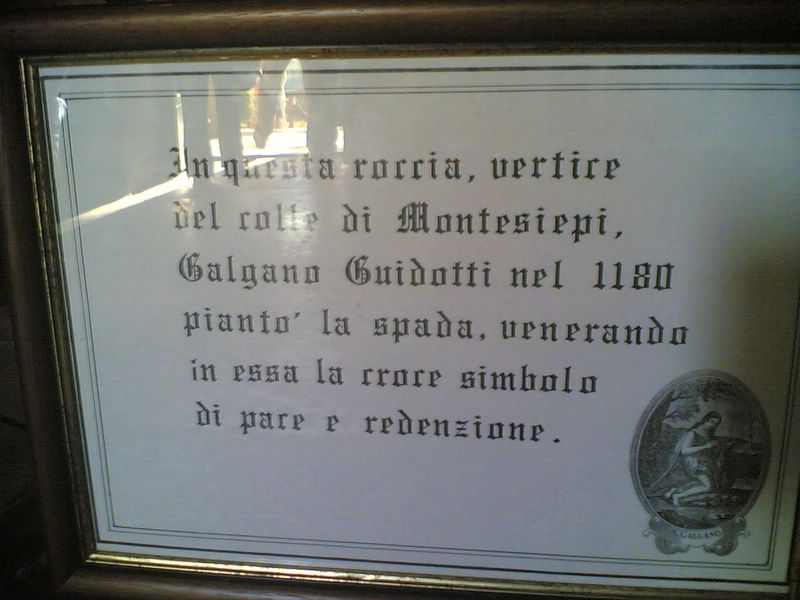 In questa roccia, vertice
del colle di Montesiepi,
Galgano Guidotti nel 1180
pianto' la spada, venerando
in essa la croce simbolo
di pace e redenzione.
S. GALGANO